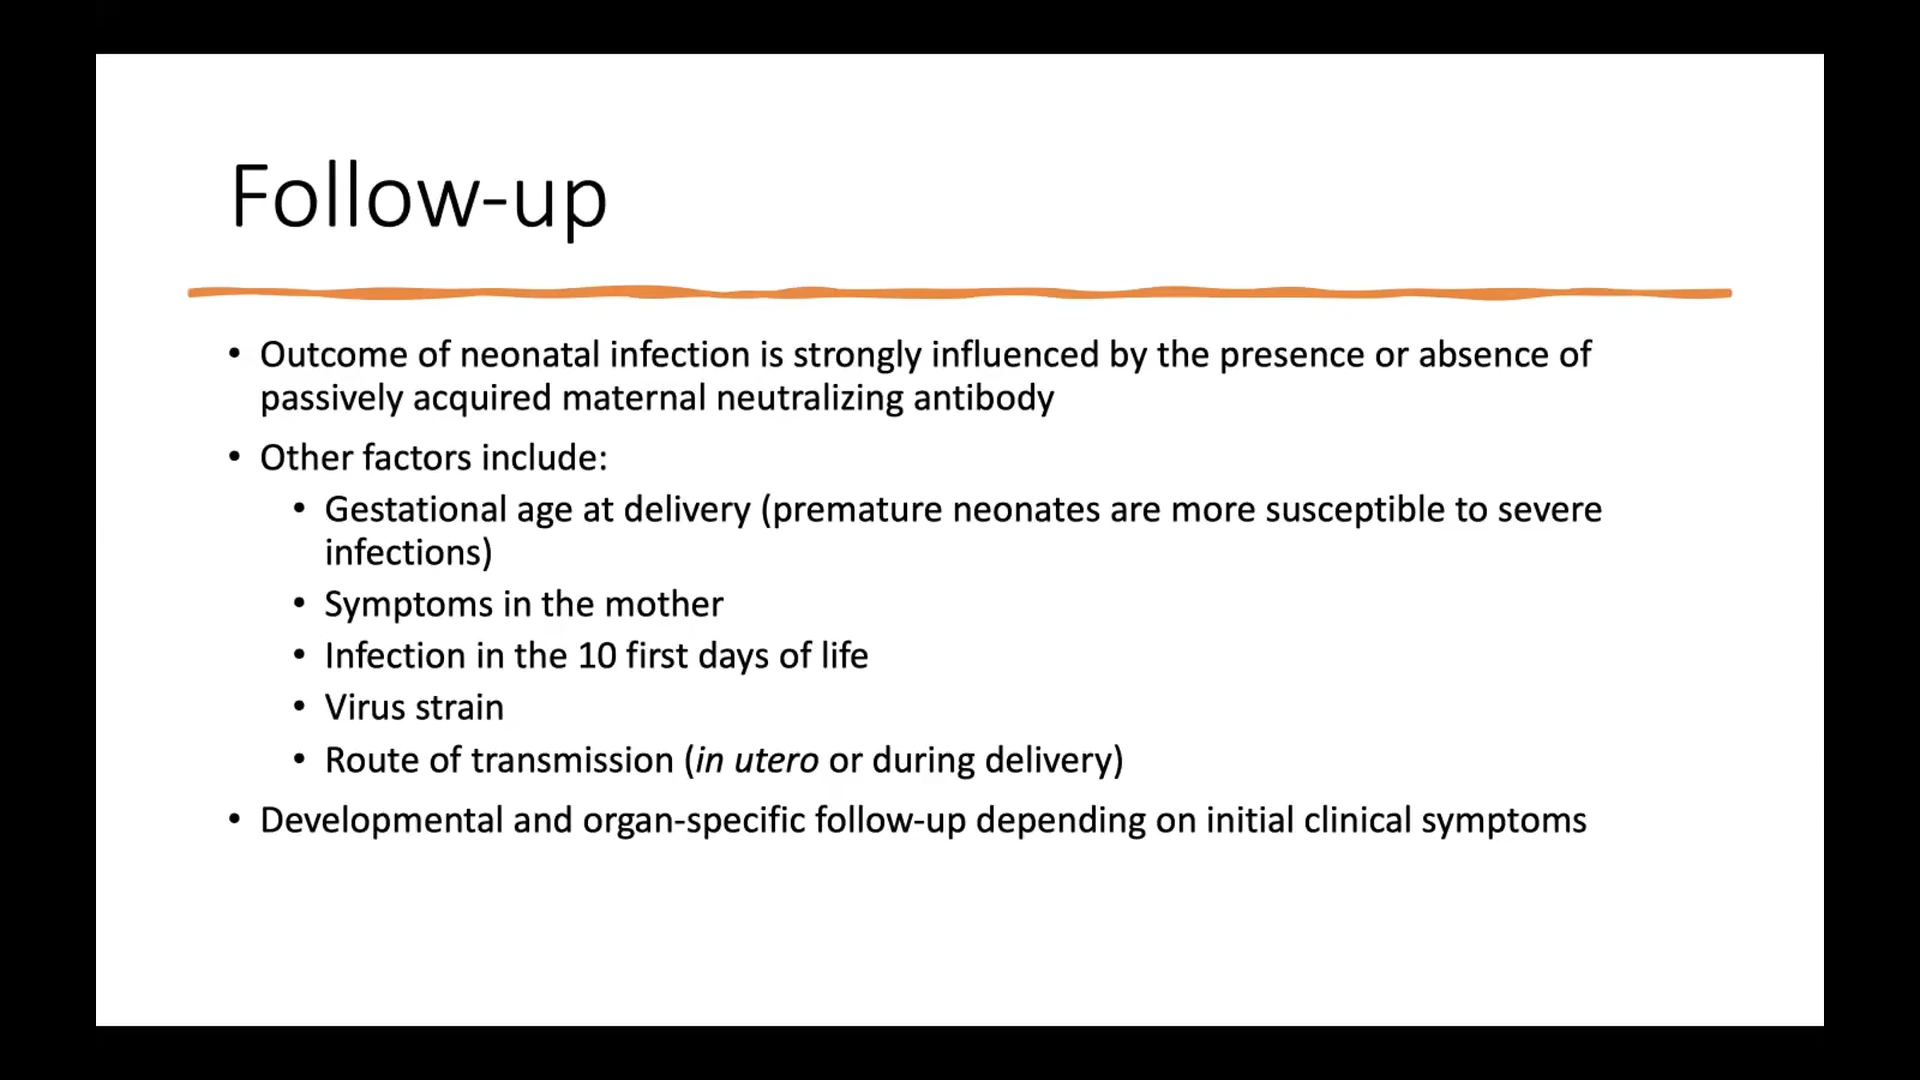 Follow-up
• Outcome of neonatal infection is strongly influenced by the presence or absence of
passively acquired maternal neutralizing antibody
• Other factors include:
• Gestational age at delivery (premature neonates are more susceptible to severe
infections)
• Symptoms in the mother
• Infection in the 10 first days of life
• Virus strain
• Route of transmission (in utero or during delivery)
• Developmental and organ-specific follow-up depending on initial clinical symptoms